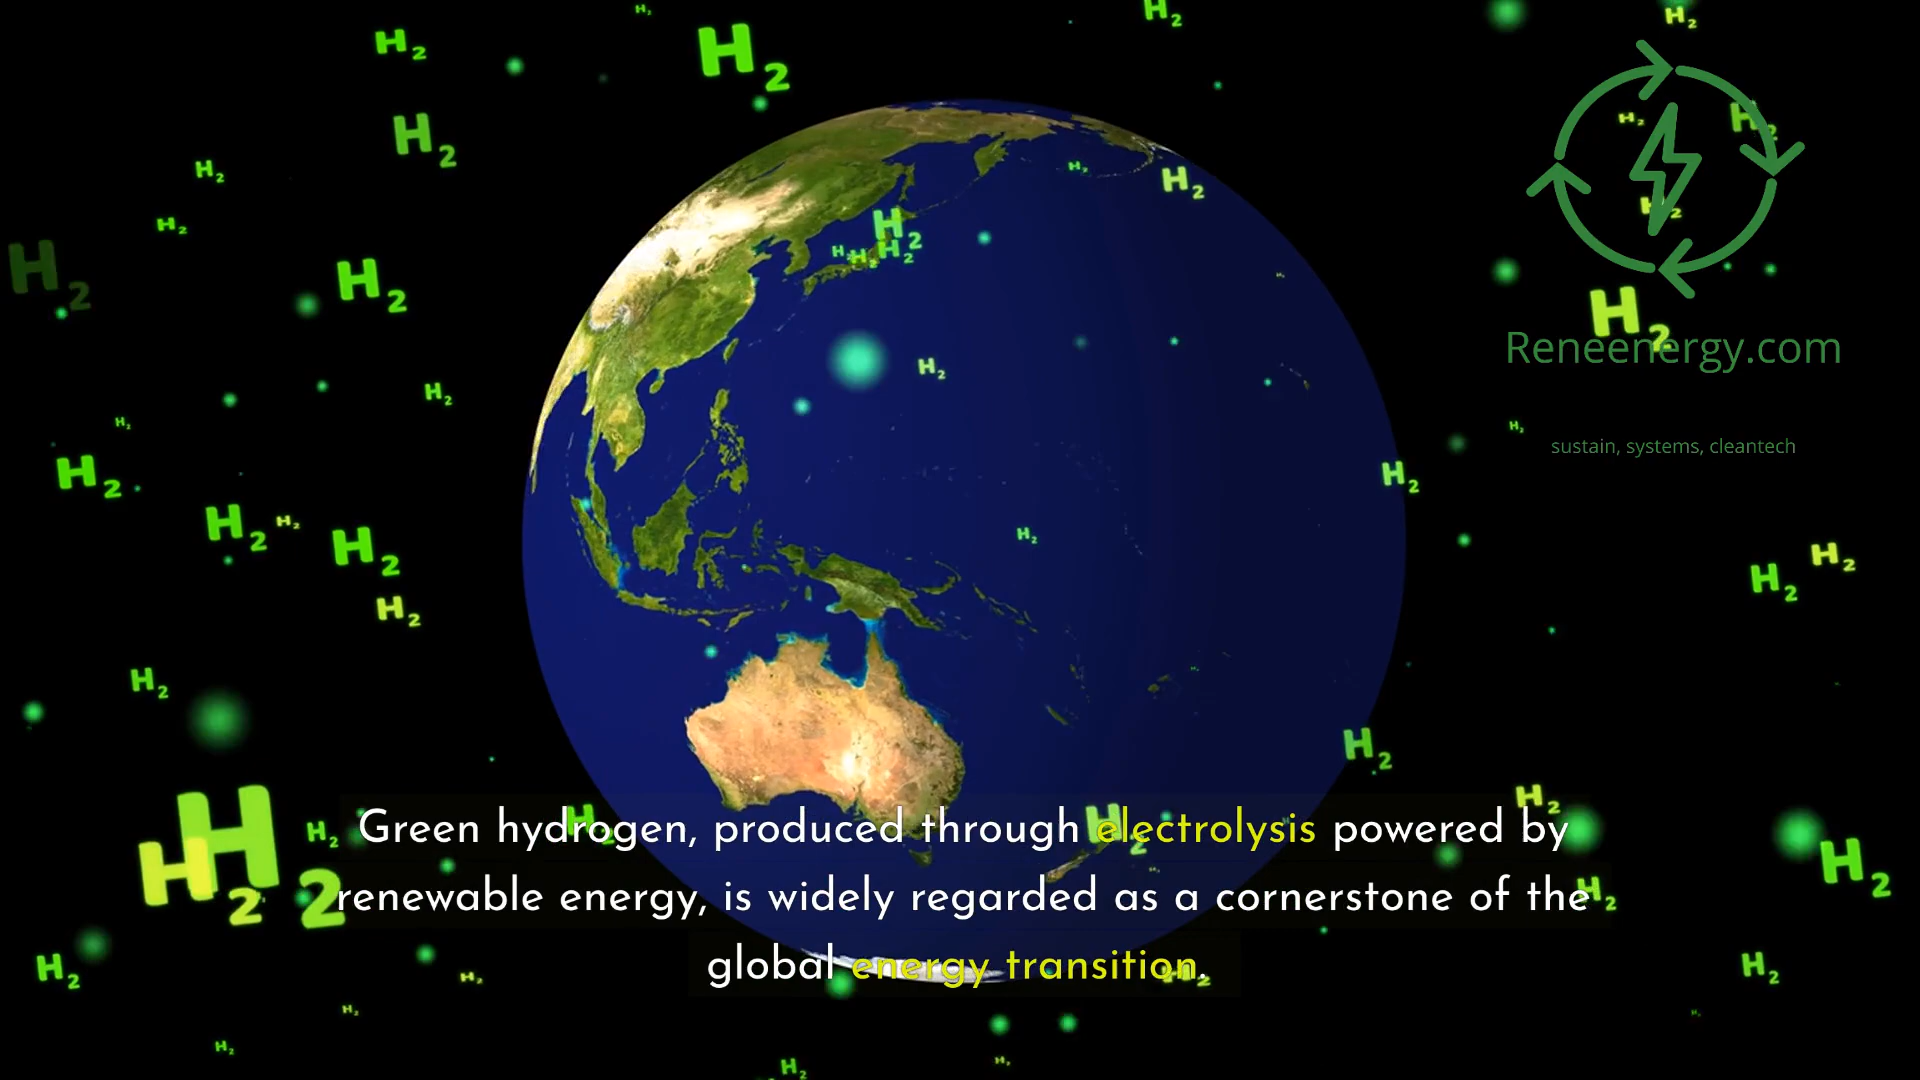 Reneenergy.com
sustain, systems, cleantech
Green hydrogen, produced through electrolysis powered by
renewable energy, is widely regarded as a cornerstone of the
global energy transition.
H₂